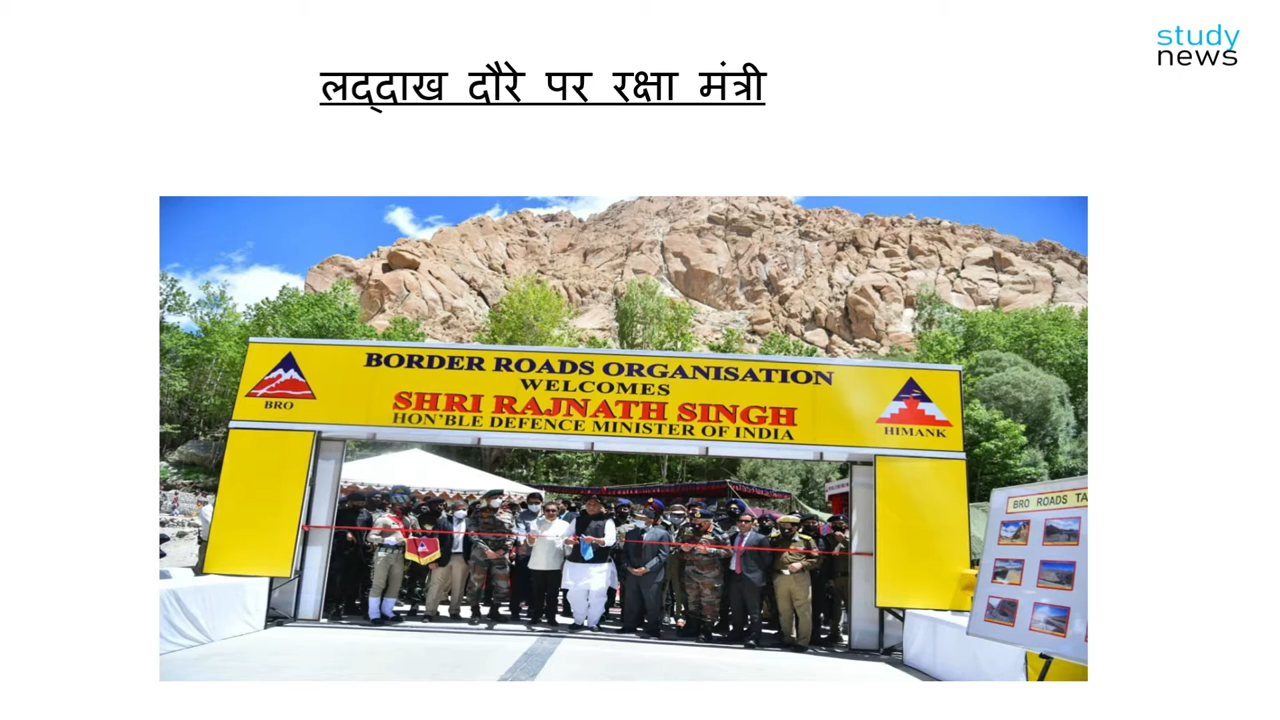 study
news
लद्दाख दौरे पर रक्षा मंत्री
BORDER ROADS ORGANISATION
WELCOMES
SHRI RAJNATH SINGH
HON'BLE DEFENCE MINISTER OF INDIA
BRO
HIMANK
BRO ROADS TA